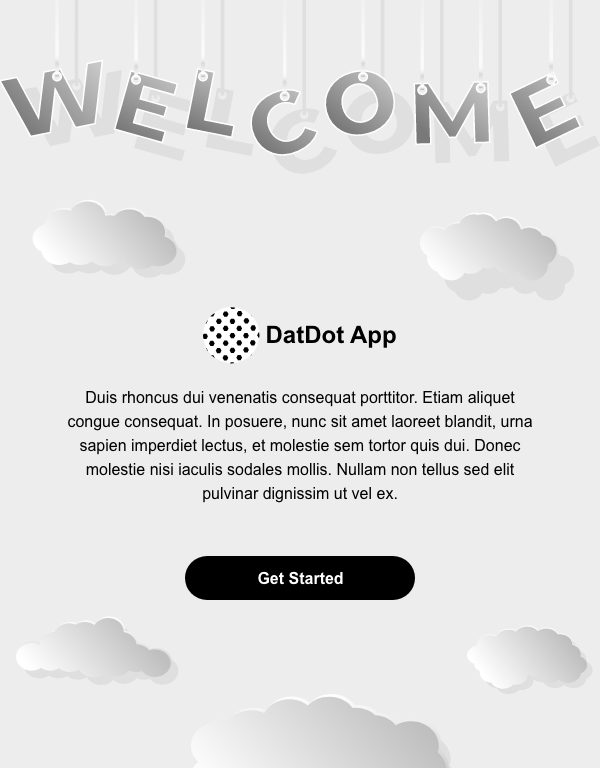 WELCOME
DatDot App
Duis rhoncus dui venenatis consequat porttitor. Etiam aliquet
congue consequat. In posuere, nunc sit amet laoreet blandit, urna
sapien imperdiet lectus, et molestie sem tortor quis dui. Donec
molestie nisi iaculis sodales mollis. Nullam non tellus sed elit
pulvinar dignissim ut vel ex.
Get Started